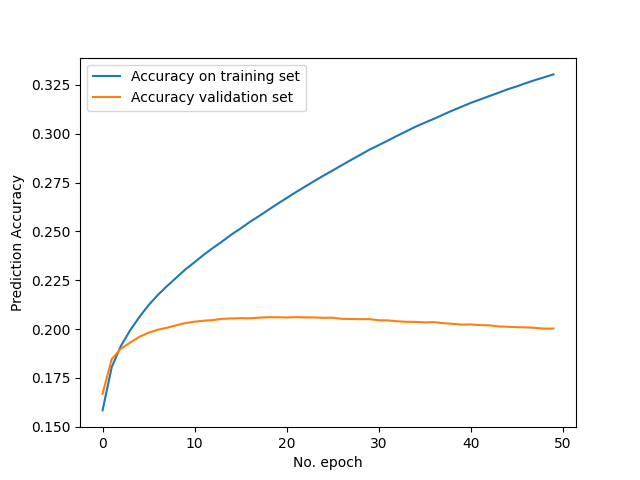 Accuracy on training set
Accuracy validation set
0.325
0.300
0.275
0.250
0.225
0.200
0.175
0.150
Prediction Accuracy
0 10 20 30 40 50
No. epoch